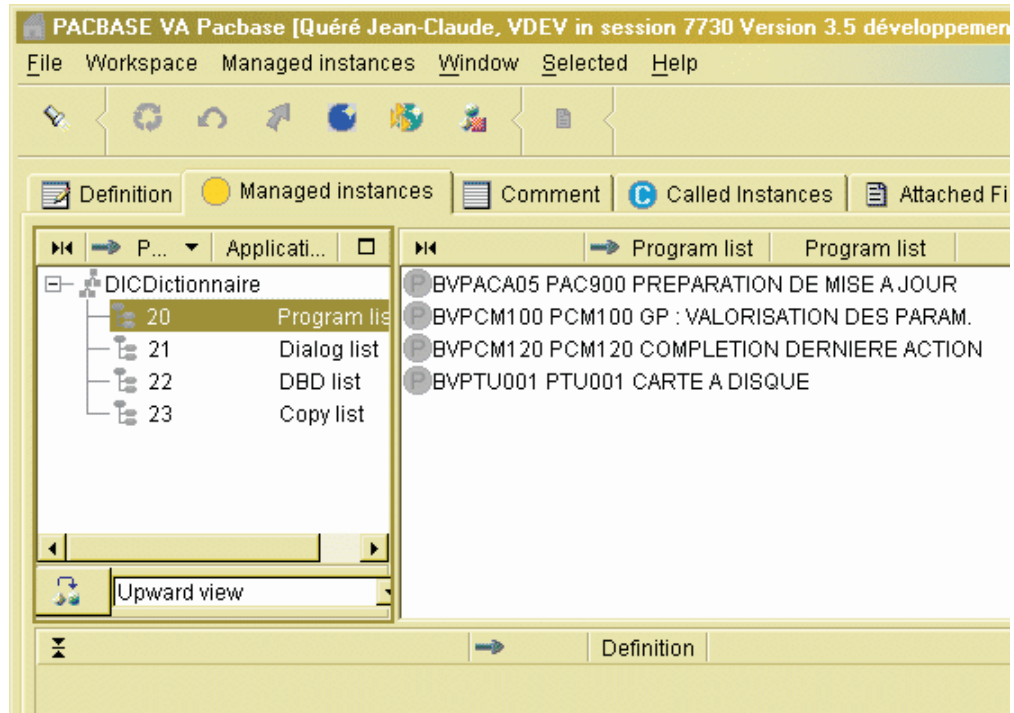 PACBASE VA Pacbase [Quéré Jean-Claude, VDEV in session 7730 Version 3.5 développemen
File Workspace Managed instances Window Selected Help
Definition Managed instances Comment Called Instances Attached Fi
P... Applicati... Program list Program list
DICDictionnaire
20 Program lis
21 Dialog list
22 DBD list
23 Copy list
Upward view
BVPACA05 PAC900 PREPARATION DE MISE A JOUR
BVPCM100 PCM100 GP : VALORISATION DES PARAM.
BVPCM120 PCM120 COMPLETION DERNIERE ACTION
BVPTU001 PTU001 CARTE A DISQUE
Definition